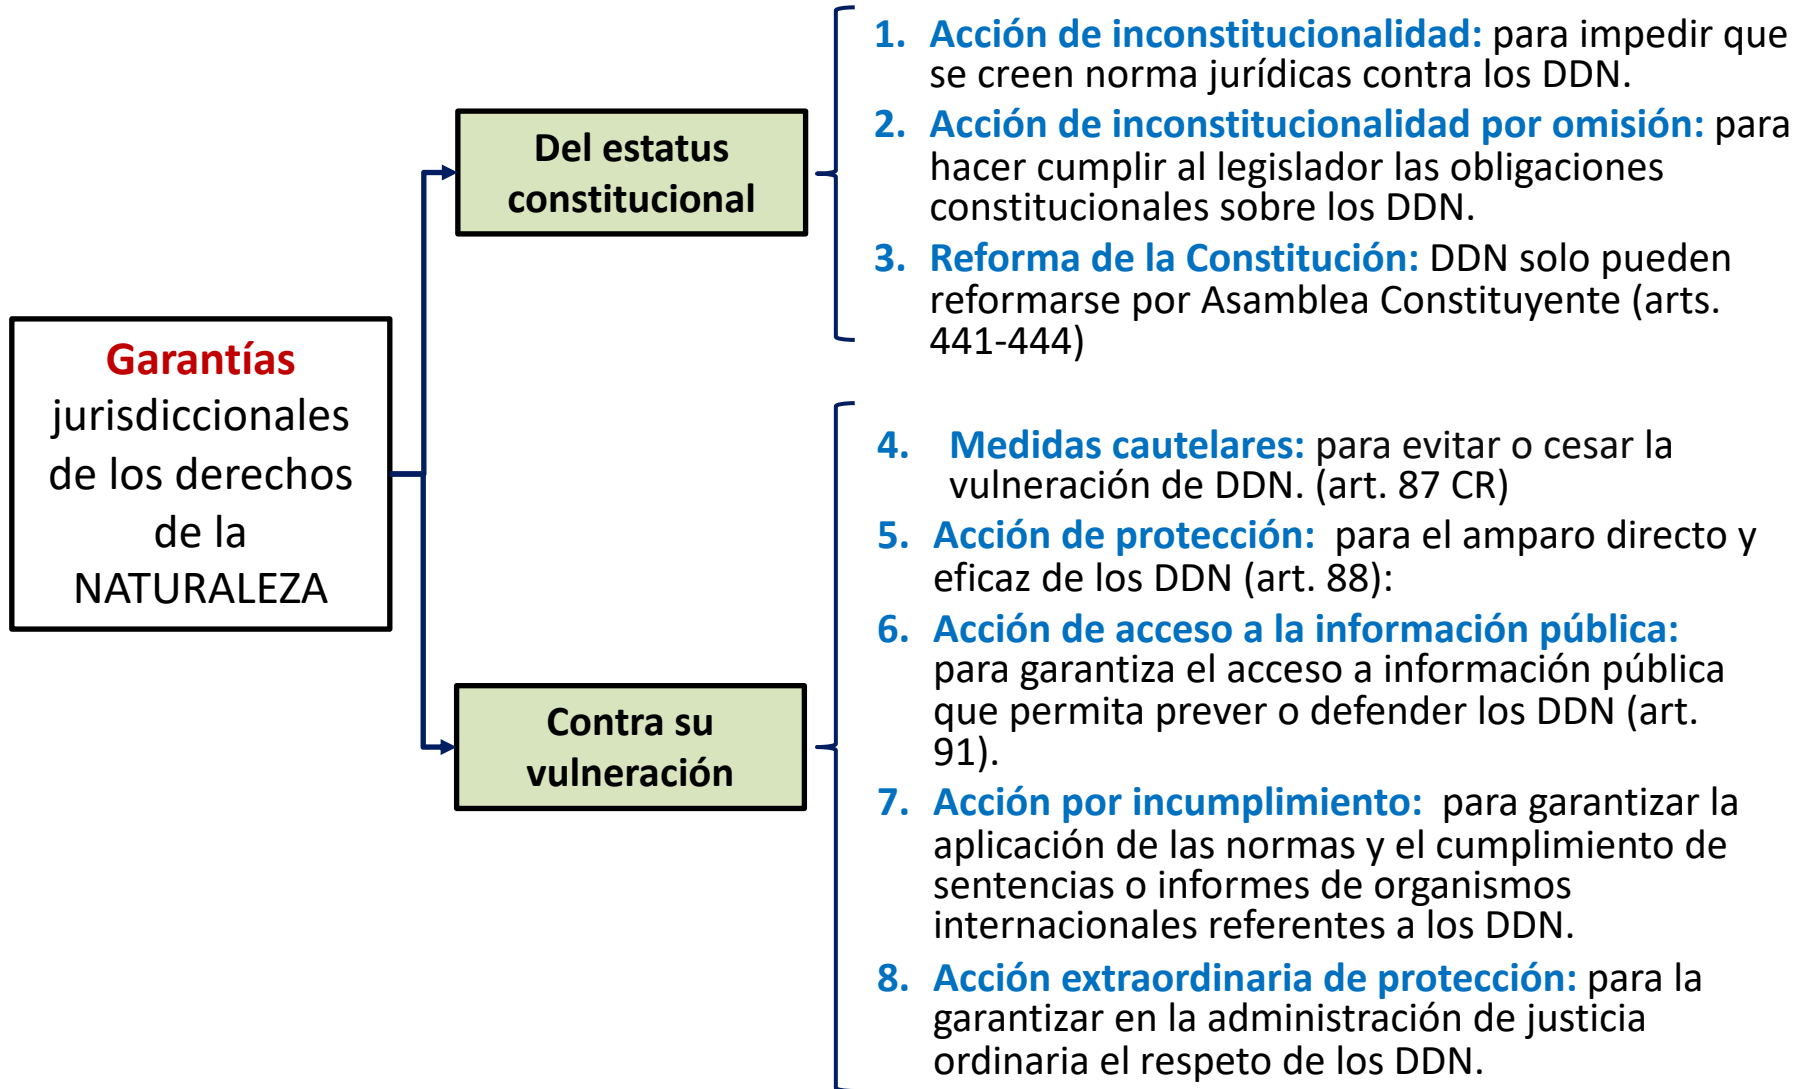 Garantías
jurisdiccionales
de los derechos
de la
NATURALEZA
Del estatus
constitucional
1. Acción de inconstitucionalidad: para impedir que
se creen norma jurídicas contra los DDN.
2. Acción de inconstitucionalidad por omisión: para
hacer cumplir al legislador las obligaciones
constitucionales sobre los DDN.
3. Reforma de la Constitución: DDN solo pueden
reformarse por Asamblea Constituyente (arts.
441-444)
Contra su
vulneración
4. Medidas cautelares: para evitar o cesar la
vulneración de DDN. (art. 87 CR)
5. Acción de protección: para el amparo directo y
eficaz de los DDN (art. 88):
6. Acción de acceso a la información pública:
para garantiza el acceso a información pública
que permita prever o defender los DDN (art.
91).
7. Acción por incumplimiento: para garantizar la
aplicación de las normas y el cumplimiento de
sentencias o informes de organismos
internacionales referentes a los DDN.
8. Acción extraordinaria de protección: para la
garantizar en la administración de justicia
ordinaria el respeto de los DDN.